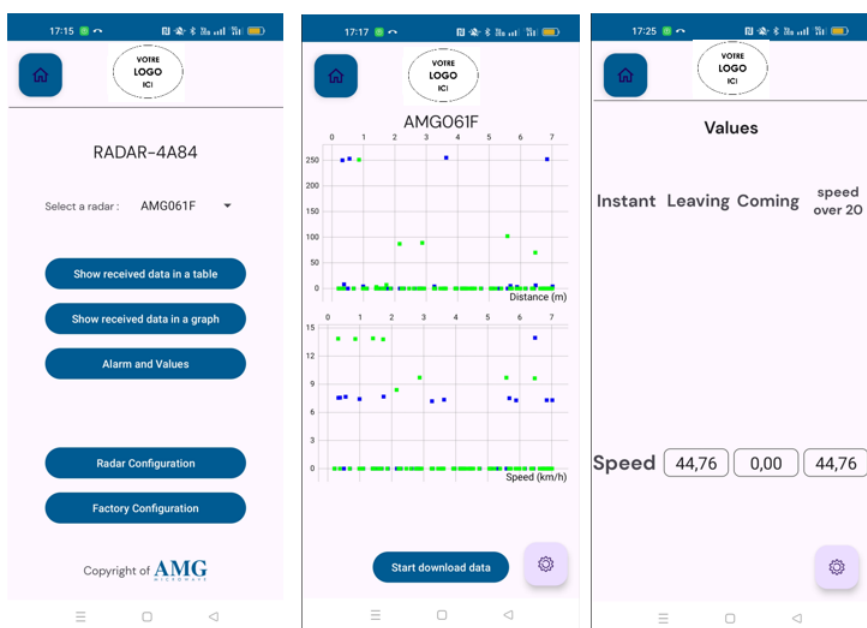 17:15
VOTRE
LOGO
ICI
RADAR-4A84
Select a radar : AMG061F
Show received data in a table
Show received data in a graph
Alarm and Values
Radar Configuration
Factory Configuration
Copyright of AMG
MICROWAVE
17:17
VOTRE
LOGO
ICI
AMG061F
0 1 2 3 4 5 6 7
250
200
150
100
50
0
Distance (m)
0 1 2 3 4 5 6 7
15
12
9
6
3
0
Speed (km/h)
Start download data
17:25
VOTRE
LOGO
ICI
Values
Instant Leaving Coming speed over 20
Speed 44,76 0,00 44,76